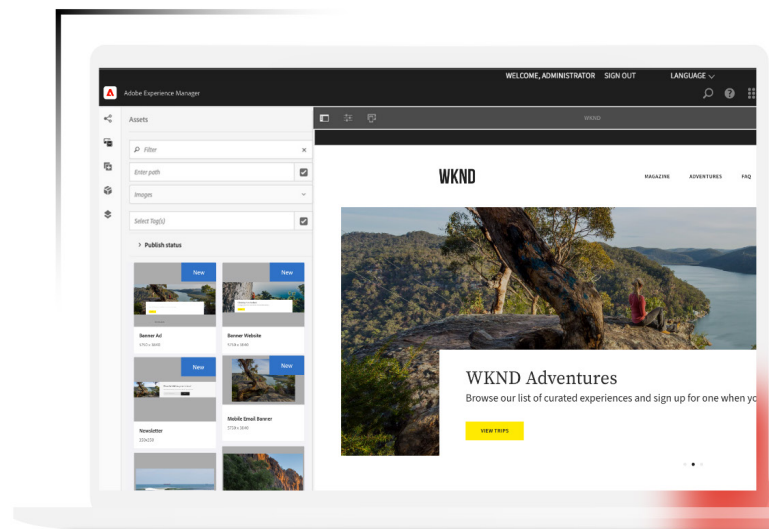 WELCOME, ADMINISTRATOR SIGN OUT LANGUAGE
Adobe Experience Manager
Assets
WKND
Filter
Enter path
Images
Select Tag(s)
Publish status
WKND
MAGAZINE ADVENTURES FAQ
New
New
Banner Ad
Banner Website
New
New
Newsletter
Mobile Email Banner
WKND Adventures
Browse our list of curated experiences and sign up for one when yo
VIEW TRIPS